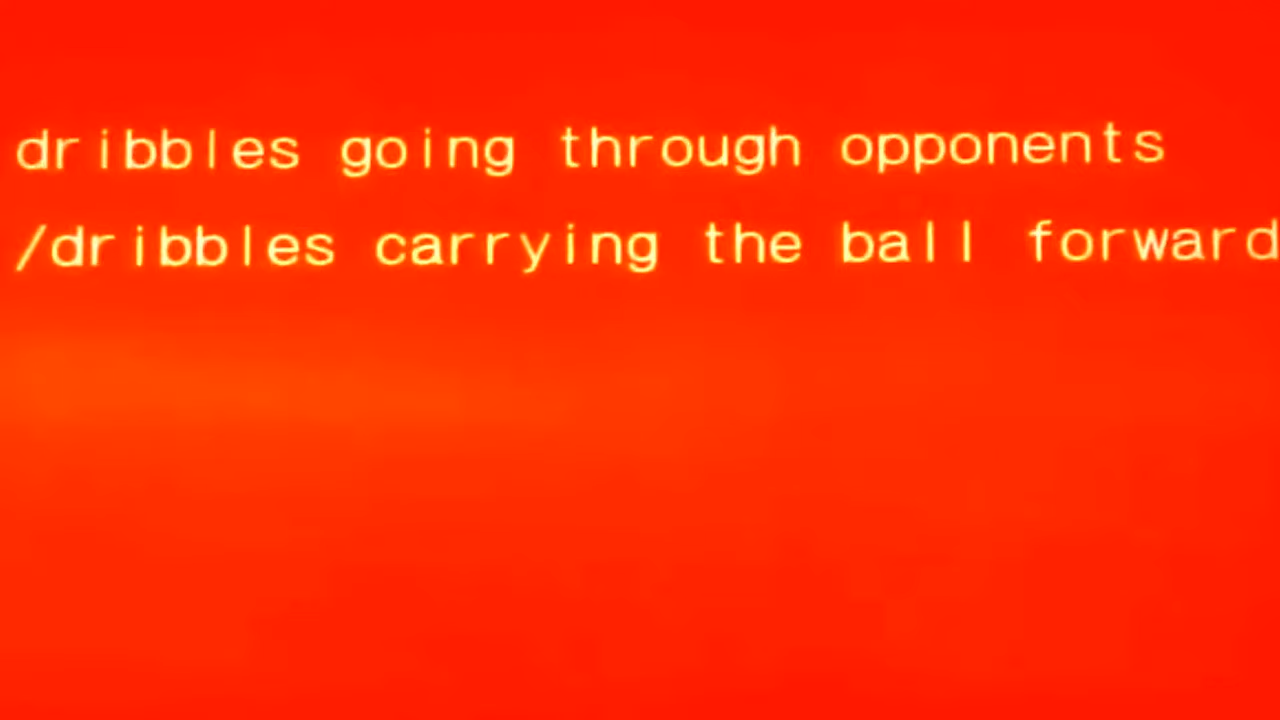 dribbles going through opponents
/dribbles carrying the ball forward